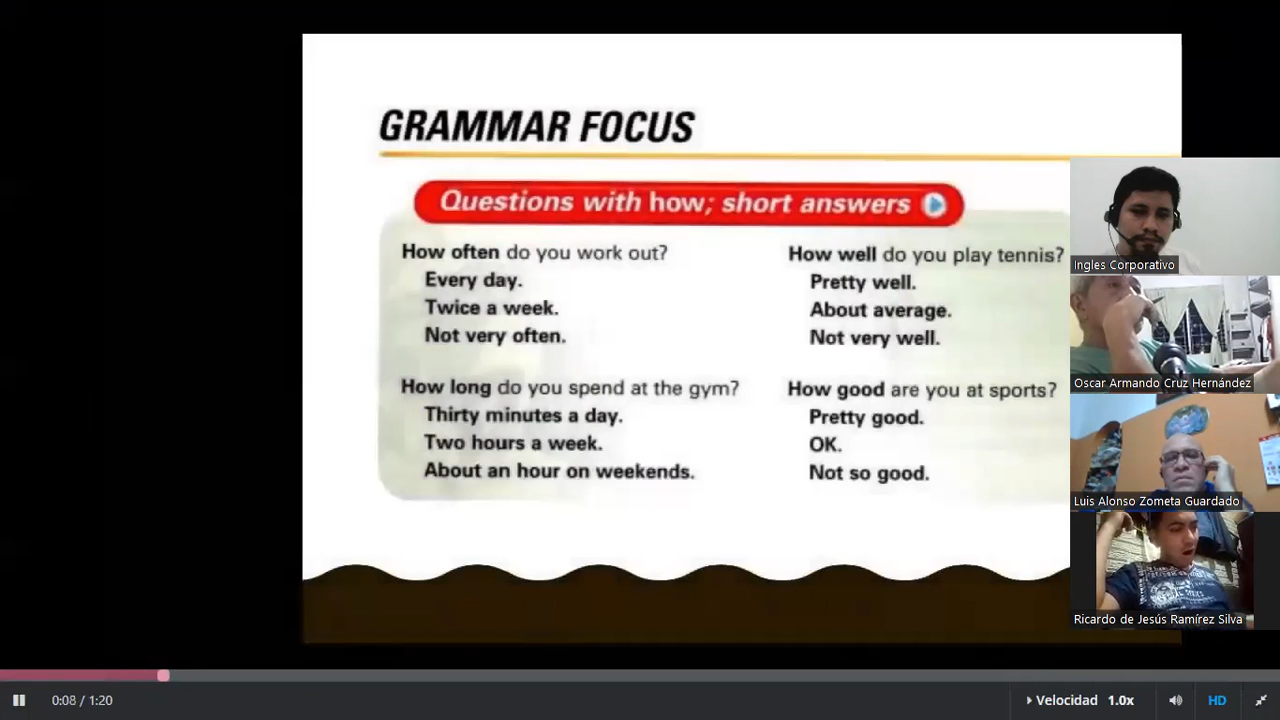 GRAMMAR FOCUS
Questions with how; short answers
How often do you work out?
Every day.
Twice a week.
Not very often.
How long do you spend at the gym?
Thirty minutes a day.
Two hours a week.
About an hour on weekends.
How well do you play tennis?
Pretty well.
About average.
Not very well.
How good are you at sports?
Pretty good.
OK.
Not so good.
Ingles Corporativo
Oscar Armando Cruz Hernández
Luis Alonso Zometa Guardado
Ricardo de Jesús Ramírez Silva
0:08 / 1:20
Velocidad 1.0x
HD